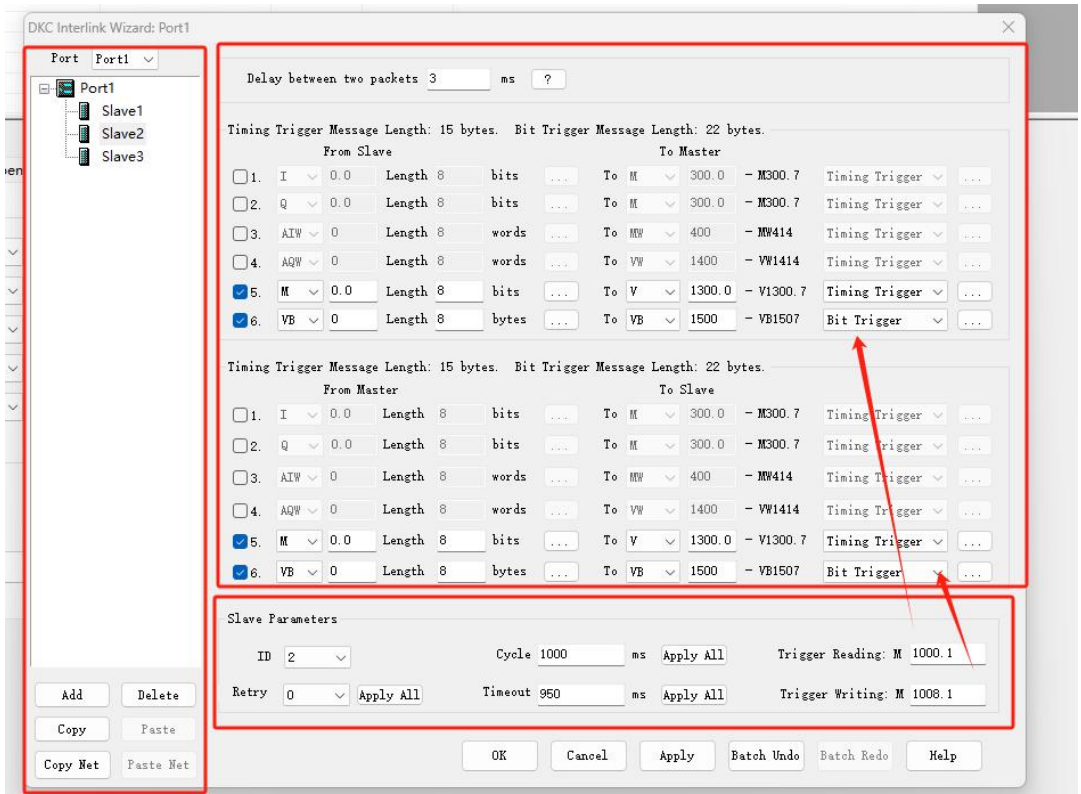 DKC Interlink Wizard: Port1
Port Port1
Port1
Slave1
Slave2
Slave3
Add Delete
Copy Paste
Copy Net Paste Net
Delay between two packets 3 ms ?
Timing Trigger Message Length: 15 bytes. Bit Trigger Message Length: 22 bytes.
From Slave To Master
1. I 0.0 Length 8 bits ... To M 300.0 - M300.7 Timing Trigger ...
2. Q 0.0 Length 8 bits ... To M 300.0 - M300.7 Timing Trigger ...
3. AIW 0 Length 8 words ... To MW 400 - MW414 Timing Trigger ...
4. AQW 0 Length 8 words ... To VW 1400 - VW1414 Timing Trigger ...
5. M 0.0 Length 8 bits ... To V 1300.0 - V1300.7 Timing Trigger ...
6. VB 0 Length 8 bytes ... To VB 1500 - VB1507 Bit Trigger ...
Timing Trigger Message Length: 15 bytes. Bit Trigger Message Length: 22 bytes.
From Master To Slave
1. I 0.0 Length 8 bits ... To M 300.0 - M300.7 Timing Trigger ...
2. Q 0.0 Length 8 bits ... To M 300.0 - M300.7 Timing Trigger ...
3. AIW 0 Length 8 words ... To MW 400 - MW414 Timing Trigger ...
4. AQW 0 Length 8 words ... To VW 1400 - VW1414 Timing Trigger ...
5. M 0.0 Length 8 bits ... To V 1300.0 - V1300.7 Timing Trigger ...
6. VB 0 Length 8 bytes ... To VB 1500 - VB1507 Bit Trigger ...
Slave Parameters
ID 2 Cycle 1000 ms Apply All Trigger Reading: M 1000.1
Retry 0 Apply All Timeout 950 ms Apply All Trigger Writing: M 1008.1
OK Cancel Apply Batch Undo Batch Redo Help